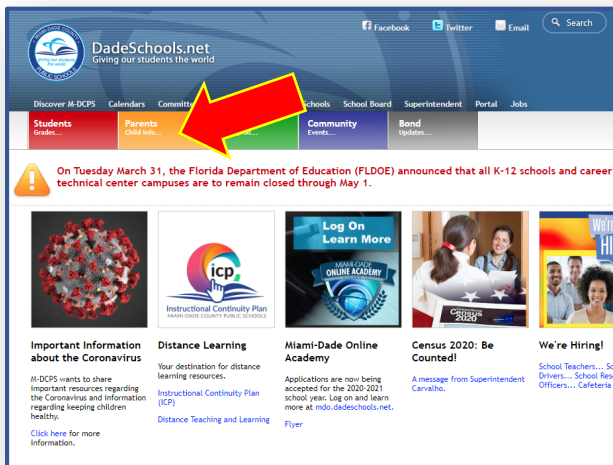 Facebook Twitter Email Search
DadeSchools.net
Giving our students the world
Discover M-DCPS Calendars Schools School Board Superintendent Portal Jobs
Students Parents Community Bond
Grades... Child Info... Events... Updates...
On Tuesday March 31, the Florida Department of Education (FLDOE) announced that all K-12 schools and career
technical center campuses are to remain closed through May 1.
icp
Instructional Continuity Plan
MIAMI-DADE COUNTY PUBLIC SCHOOLS
Log On
Learn More
MIAMI-DADE
ONLINE ACADEMY
Census
2020
We're
HI
Important Information
about the Coronavirus
M-DCPS wants to share
important resources regarding
the Coronavirus and information
regarding keeping children
healthy.
Click here for more
information.
Distance Learning
Your destination for distance
learning resources.
Instructional Continuity Plan
(ICP)
Distance Teaching and Learning
Miami-Dade Online
Academy
Applications are now being
accepted for the 2020-2021
school year. Log on and learn
more at mdo.dadeschools.net.
Flyer
Census 2020: Be
Counted!
A message from Superintendent
Carvalho.
We're Hiring!
School Teachers...
Drivers... School
Officers... Cafeteria